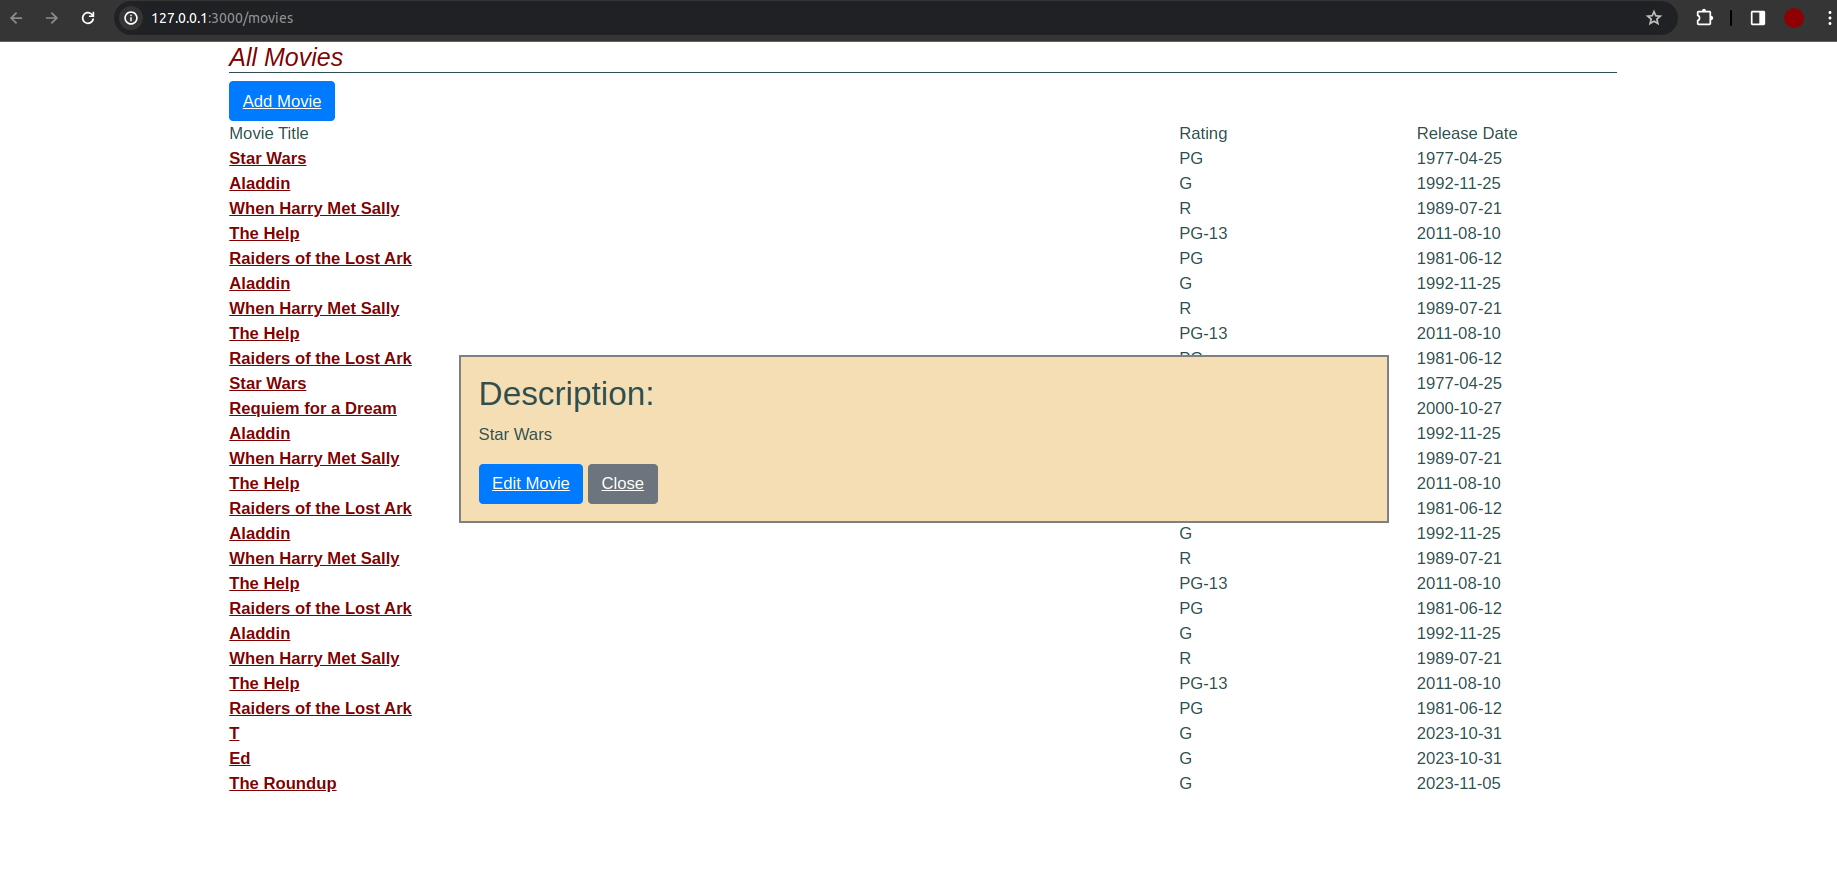 127.0.0.1:3000/movies
All Movies
Add Movie
Movie Title Rating Release Date
Star Wars PG 1977-04-25
Aladdin G 1992-11-25
When Harry Met Sally R 1989-07-21
The Help PG-13 2011-08-10
Raiders of the Lost Ark PG 1981-06-12
Aladdin G 1992-11-25
When Harry Met Sally R 1989-07-21
The Help PG-13 2011-08-10
Raiders of the Lost Ark 1981-06-12
Star Wars 1977-04-25
Requiem for a Dream 2000-10-27
Aladdin 1992-11-25
When Harry Met Sally 1989-07-21
The Help 2011-08-10
Raiders of the Lost Ark 1981-06-12
Description:
Star Wars
Edit Movie Close
Aladdin G 1992-11-25
When Harry Met Sally R 1989-07-21
The Help PG-13 2011-08-10
Raiders of the Lost Ark PG 1981-06-12
Aladdin G 1992-11-25
When Harry Met Sally R 1989-07-21
The Help PG-13 2011-08-10
Raiders of the Lost Ark PG 1981-06-12
T G 2023-10-31
Ed G 2023-10-31
The Roundup G 2023-11-05